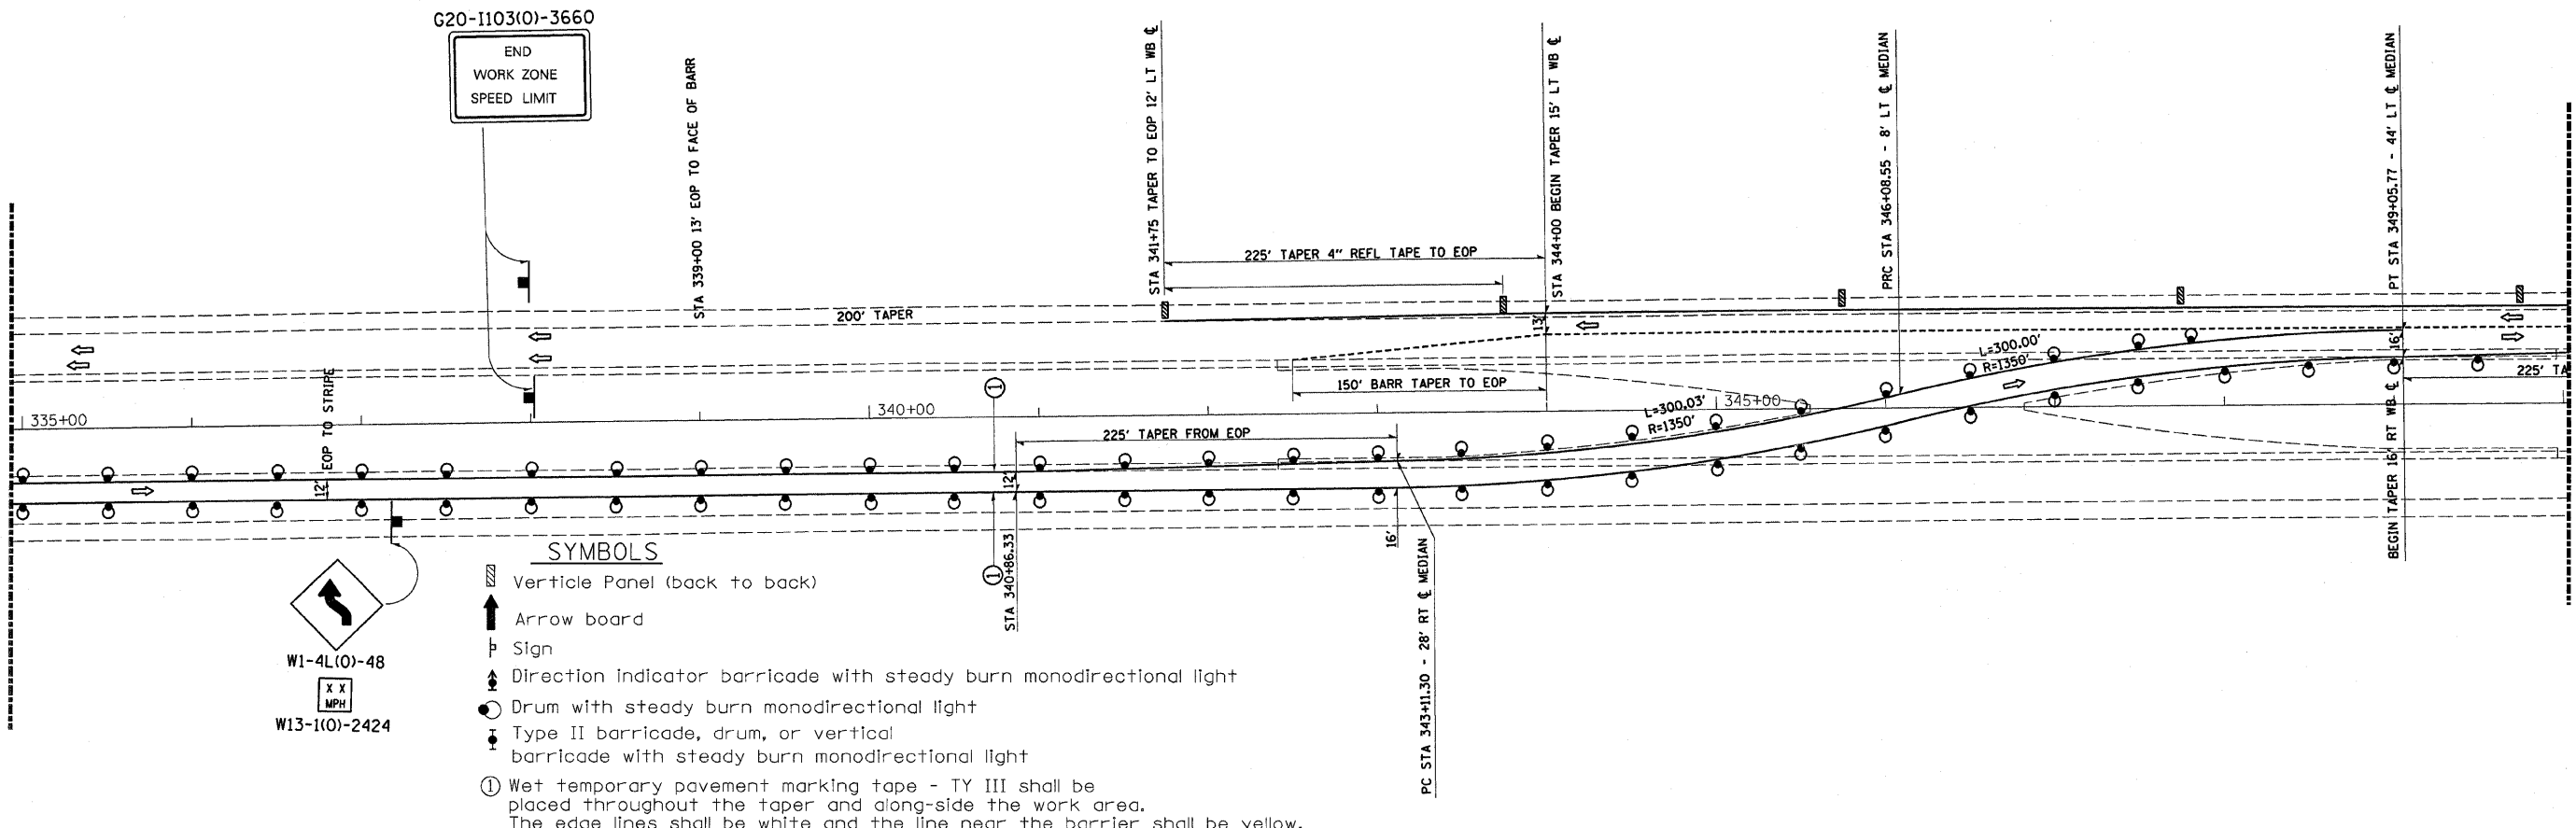 G20-I103(0)-3660
END
WORK ZONE
SPEED LIMIT
STA 339+00 13' EOP TO FACE OF BARR
STA 341+75 TAPER TO EOP 12' LT WB ℄
STA 344+00 BEGIN TAPER 15' LT WB ℄
PRC STA 346+08.55 - 8' LT ℄ MEDIAN
PT STA 349+05.77 - 44' LT ℄ MEDIAN
225' TAPER 4" REFL TAPE TO EOP
200' TAPER
13'
16'
L=300.00'
R=1350'
150' BARR TAPER TO EOP
225' TA
1
335+00
12' EOP TO STRIPE
340+00
L=300.03'
R=1350'
345+00
225' TAPER FROM EOP
12'
16'
BEGIN TAPER 16' RT WB ℄
1
STA 340+86.33
PC STA 343+11.30 - 28' RT ℄ MEDIAN
W1-4L(O)-48
X X
MPH
W13-1(O)-2424
SYMBOLS
Verticle Panel (back to back)
Arrow board
Sign
Direction indicator barricade with steady burn monodirectional light
Drum with steady burn monodirectional light
Type II barricade, drum, or vertical
barricade with steady burn monodirectional light
1 Wet temporary pavement marking tape - TY III shall be
placed throughout the taper and along-side the work area.
The edge lines shall be white and the line near the barrier shall be yellow.